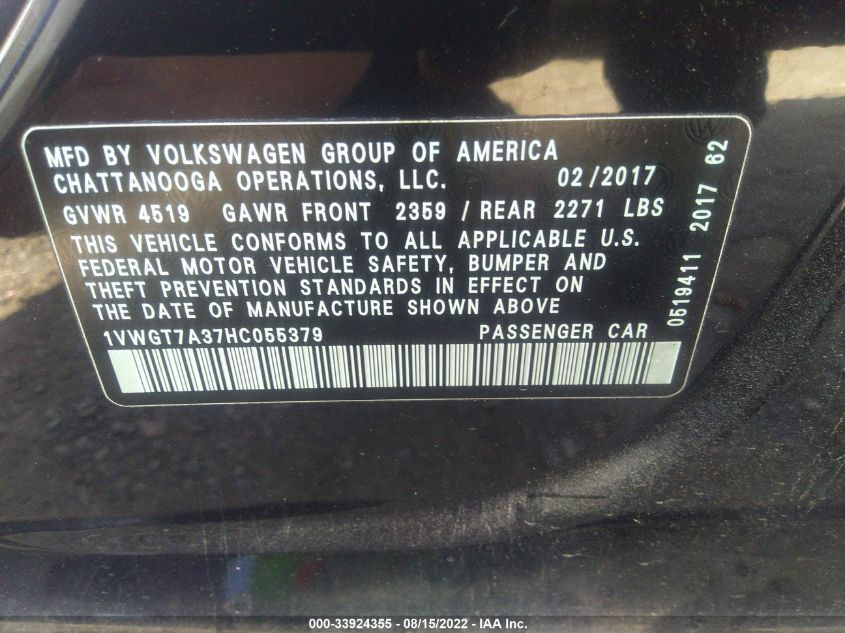 MFD BY VOLKSWAGEN GROUP OF AMERICA
CHATTANOOGA OPERATIONS, LLC. 02/2017
GVWR 4519 GAWR FRONT 2359 / REAR 2271 LBS
THIS VEHICLE CONFORMS TO ALL APPLICABLE U.S.
FEDERAL MOTOR VEHICLE SAFETY, BUMPER AND
THEFT PREVENTION STANDARDS IN EFFECT ON
THE DATE OF MANUFACTURE SHOWN ABOVE
1VWGT7A37HC055379 PASSENGER CAR
0519411 2017 62
000-33924355 - 08/15/2022 - IAA Inc.